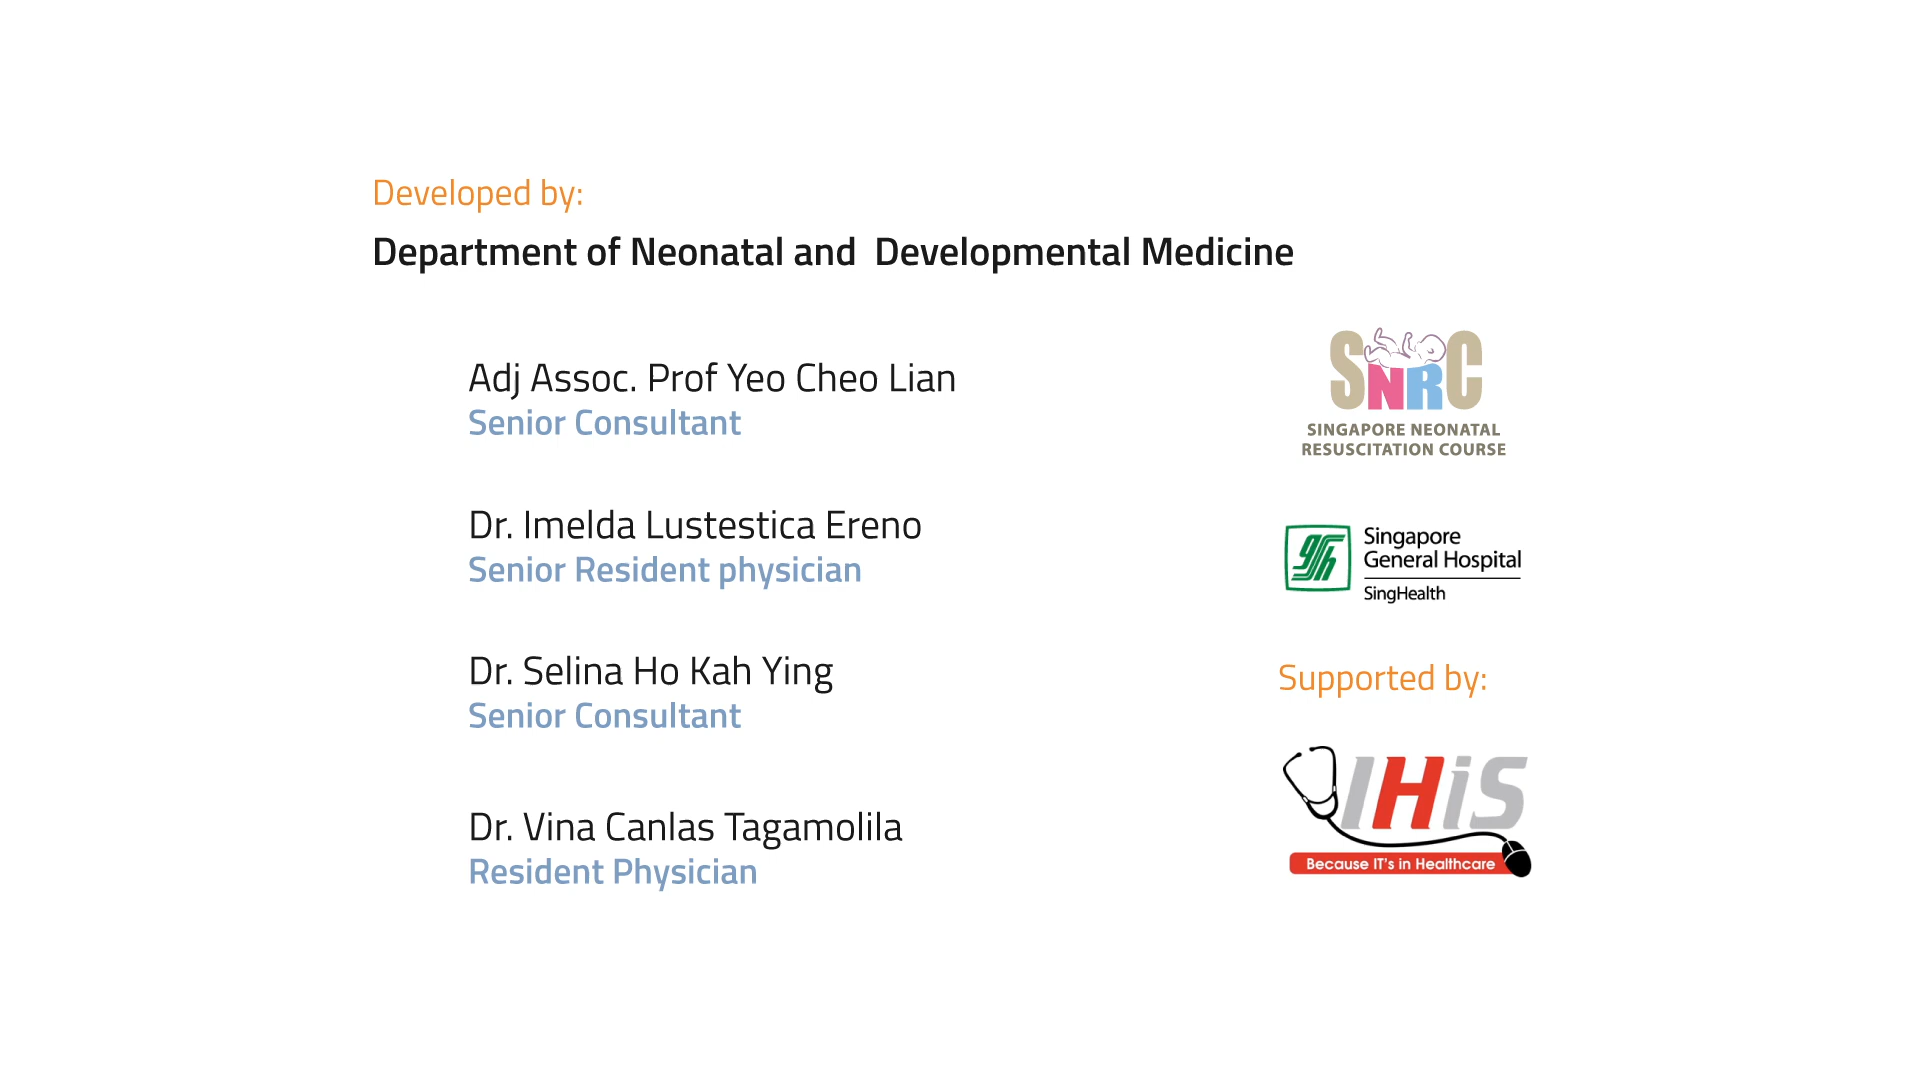 Developed by:
Department of Neonatal and Developmental Medicine
Adj Assoc. Prof Yeo Cheo Lian
Senior Consultant
Dr. Imelda Lustestica Ereno
Senior Resident physician
Dr. Selina Ho Kah Ying
Senior Consultant
Dr. Vina Canlas Tagamolila
Resident Physician
SNRC
SINGAPORE NEONATAL
RESUSCITATION COURSE
Singapore
General Hospital
SingHealth
Supported by:
IHiS
Because IT's in Healthcare